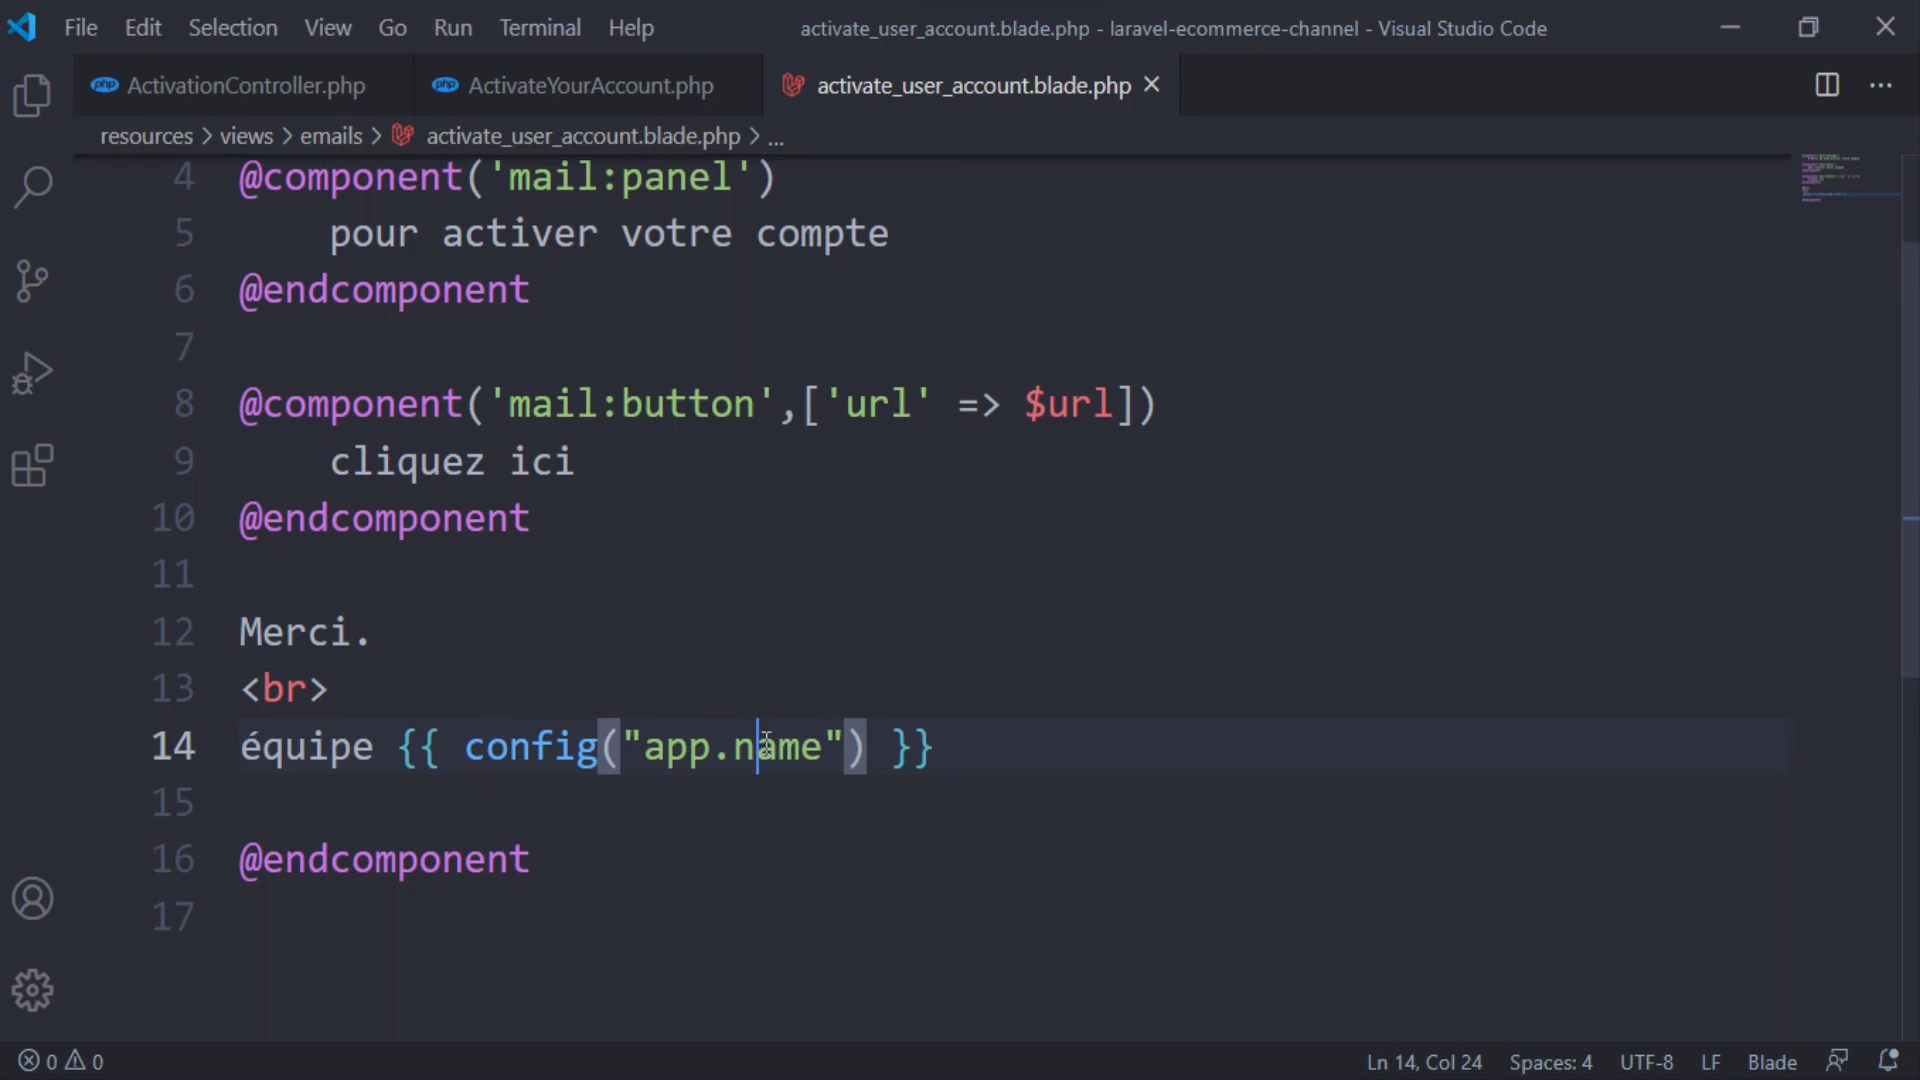 File Edit Selection View Go Run Terminal Help activate_user_account.blade.php - laravel-ecommerce-channel - Visual Studio Code
php ActivationController.php php ActivateYourAccount.php activate_user_account.blade.php
resources > views > emails > activate_user_account.blade.php > ...
4 @component('mail:panel')
5 pour activer votre compte
6 @endcomponent
7
8 @component('mail:button',['url' => $url])
9 cliquez ici
10 @endcomponent
11
12 Merci.
13 <br>
14 équipe {{ config("app.name") }}
15
16 @endcomponent
17
0 0 Ln 14, Col 24 Spaces: 4 UTF-8 LF Blade